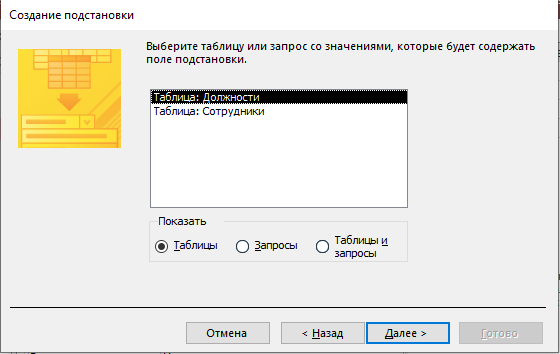 Создание подстановки
Выберите таблицу или запрос со значениями, которые будет содержать
поле подстановки.
Таблица: Должности
Таблица: Сотрудники
Показать
Таблицы
Запросы
Таблицы и
запросы
Отмена
< Назад
Далее >
Готово